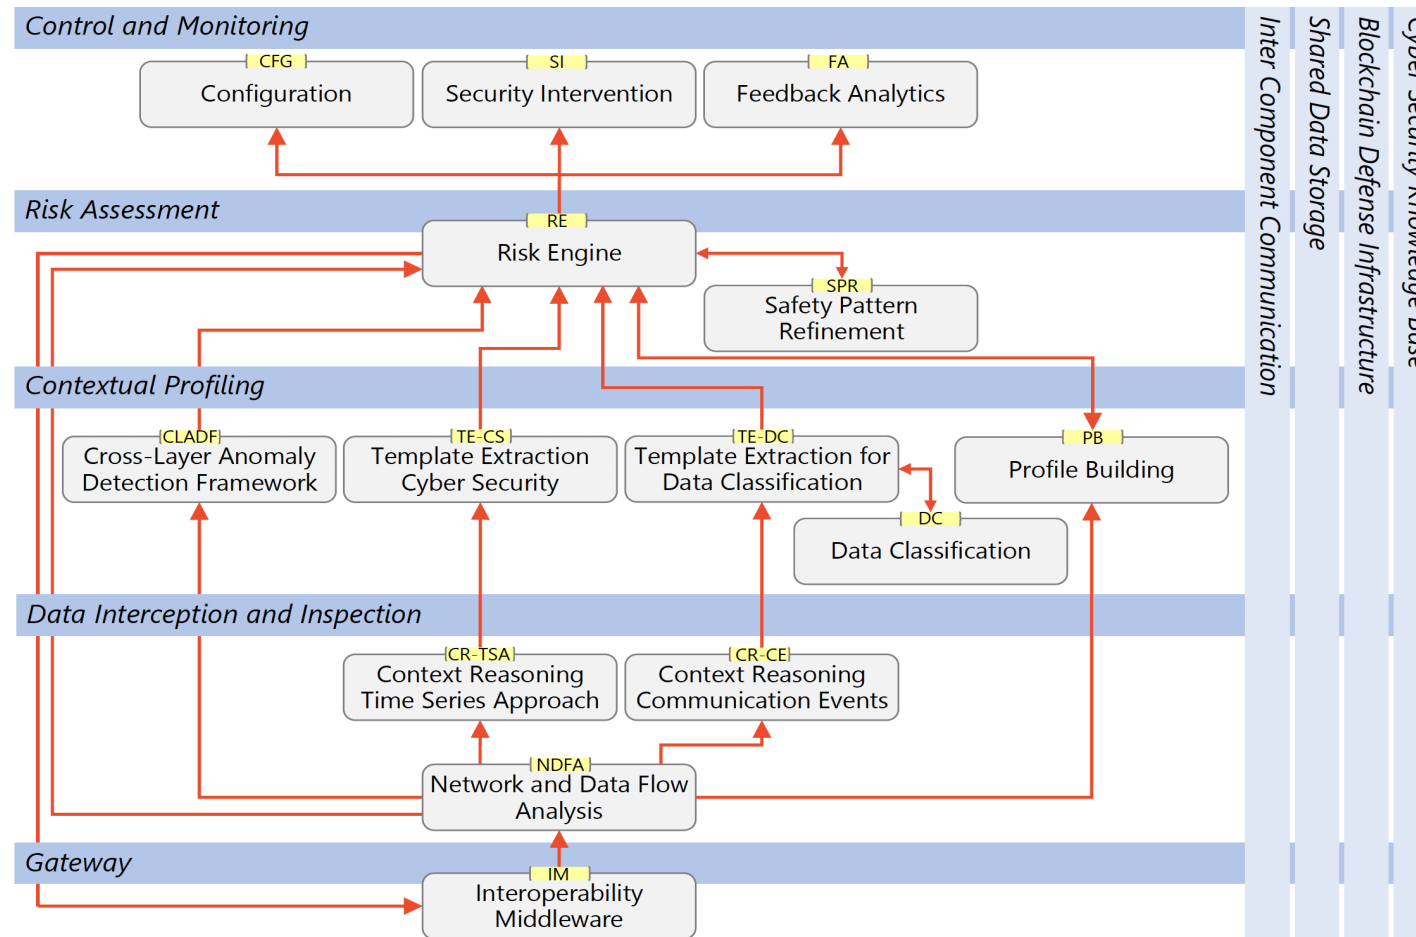 Control and Monitoring
CFG
Configuration
SI
Security Intervention
FA
Feedback Analytics
Risk Assessment
RE
Risk Engine
SPR
Safety Pattern
Refinement
Contextual Profiling
CLADF
Cross-Layer Anomaly
Detection Framework
TE-CS
Template Extraction
Cyber Security
TE-DC
Template Extraction for
Data Classification
PB
Profile Building
DC
Data Classification
Data Interception and Inspection
CR-TSA
Context Reasoning
Time Series Approach
CR-CE
Context Reasoning
Communication Events
NDFA
Network and Data Flow
Analysis
Gateway
IM
Interoperability
Middleware
Inter Component Communication
Shared Data Storage
Blockchain Defense Infrastructure
Cyber Security Knowledge Base